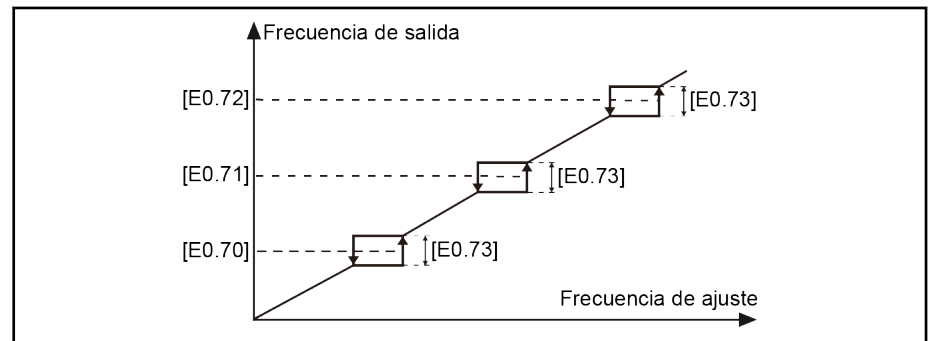 Frecuencia de salida
[E0.72]
[E0.73]
[E0.71]
[E0.73]
[E0.70]
[E0.73]
Frecuencia de ajuste